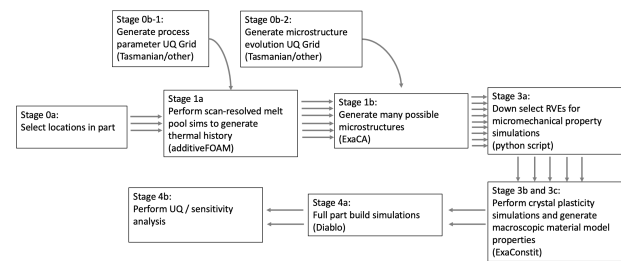 Stage 0b-1:
Generate process
parameter UQ Grid
(Tasmanian/other)
Stage 0b-2:
Generate microstructure
evolution UQ Grid
(Tasmanian/other)
Stage 0a:
Select locations in part
Stage 1a
Perform scan-resolved melt
pool sims to generate
thermal history
(additiveFOAM)
Stage 1b:
Generate many possible
microstructures
(ExaCA)
Stage 3a:
Down select RVEs for
micromechanical property
simulations
(python script)
Stage 4b:
Perform UQ / sensitivity
analysis
Stage 4a:
Full part build simulations
(Diablo)
Stage 3b and 3c:
Perform crystal plasticity
simulations and generate
macroscopic material model
properties
(ExaConstit)